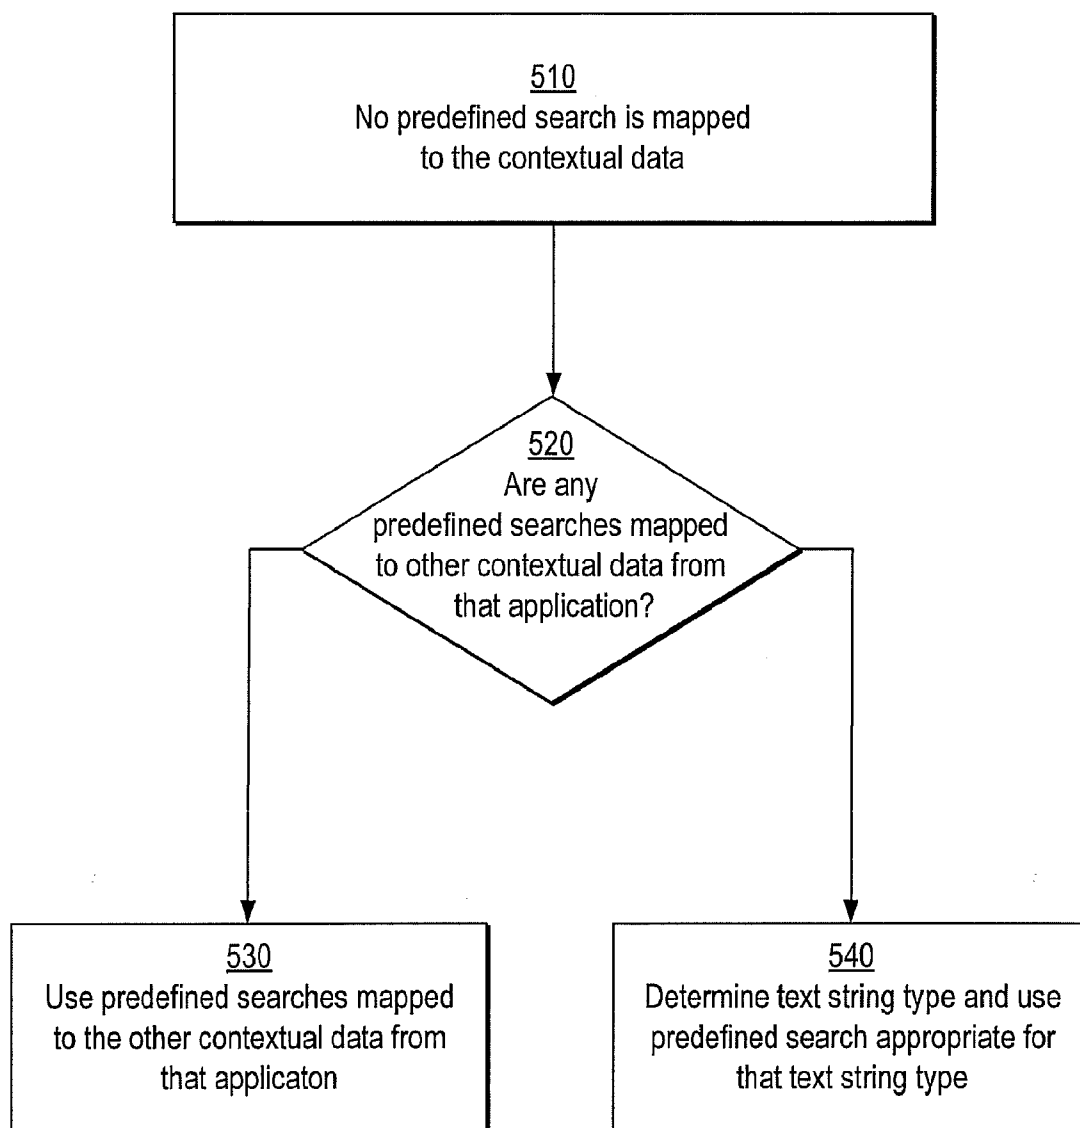 510
No predefined search is mapped
to the contextual data
520
Are any
predefined searches mapped
to other contextual data from
that application?
530
Use predefined searches mapped
to the other contextual data from
that applicaton
540
Determine text string type and use
predefined search appropriate for
that text string type